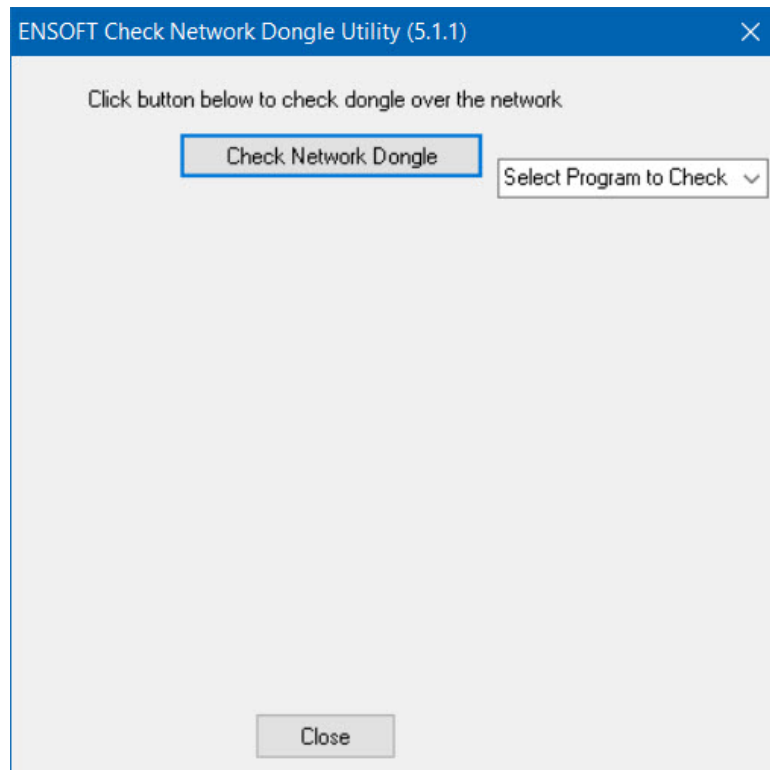 ENSOFT Check Network Dongle Utility (5.1.1)
Click button below to check dongle over the network
Check Network Dongle
Select Program to Check
Close